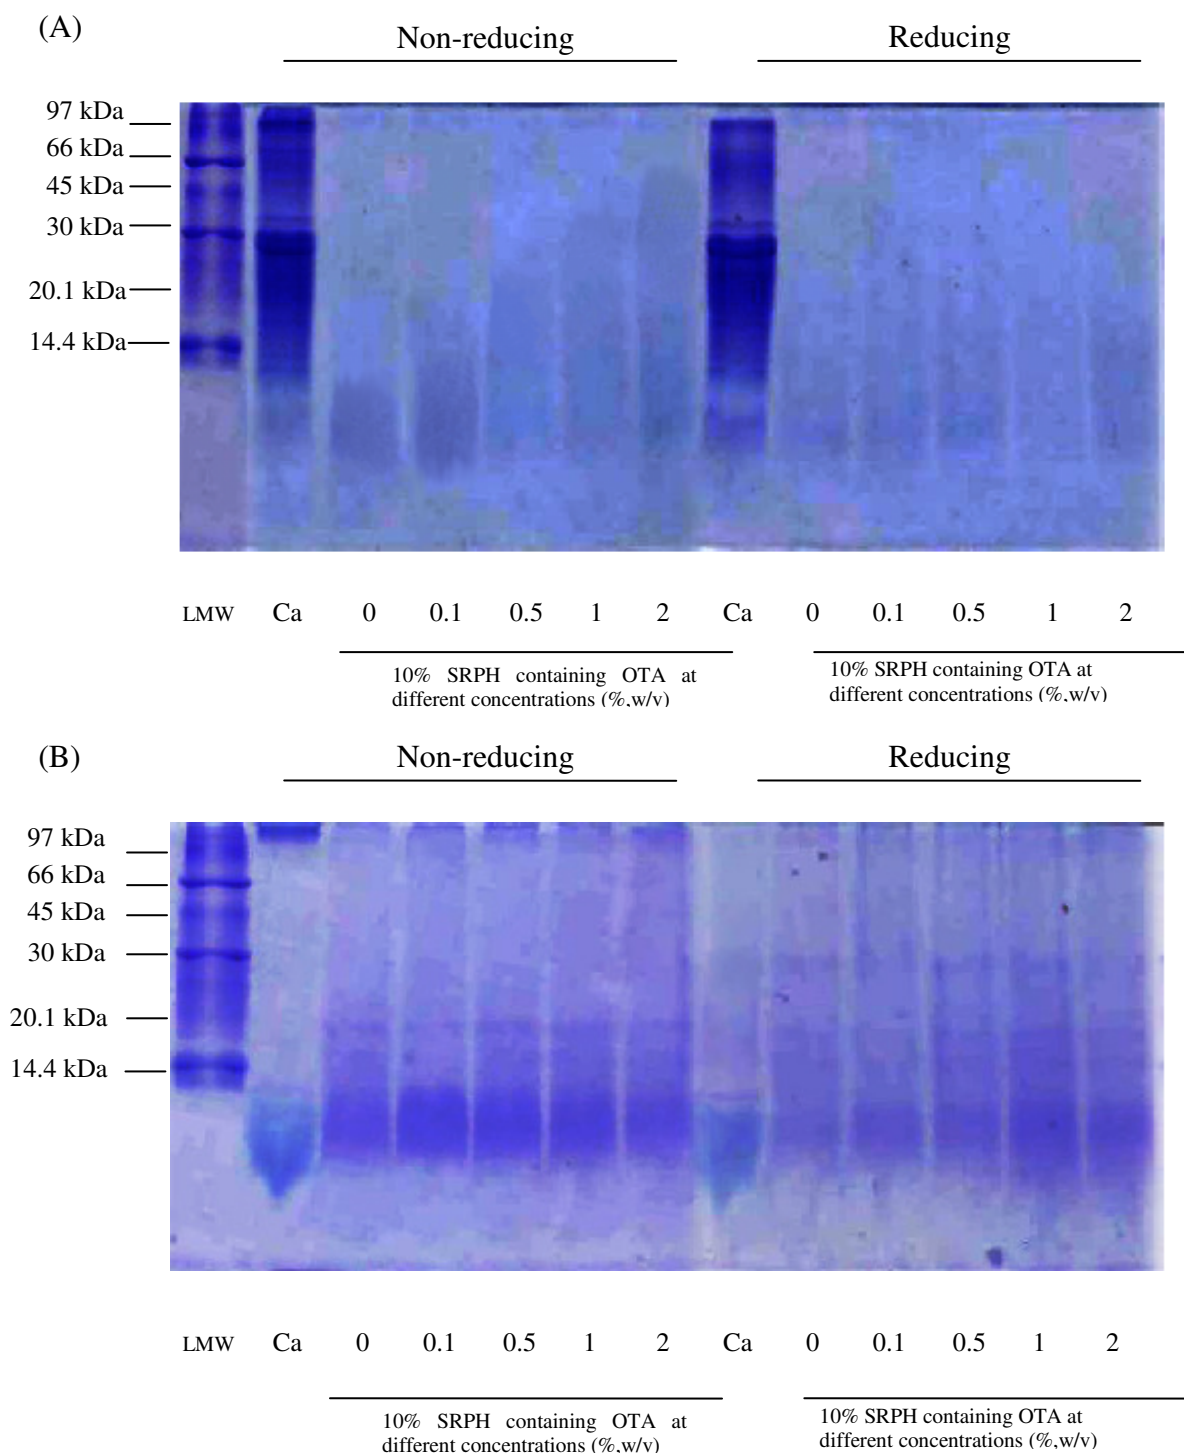 (A)
Non-reducing Reducing
97 kDa
66 kDa
45 kDa
30 kDa
20.1 kDa
14.4 kDa
LMW Ca 0 0.1 0.5 1 2 Ca 0 0.1 0.5 1 2
10% SRPH containing OTA at
different concentrations (%,w/v)
10% SRPH containing OTA at
different concentrations (%,w/v)
(B)
Non-reducing Reducing
97 kDa
66 kDa
45 kDa
30 kDa
20.1 kDa
14.4 kDa
LMW Ca 0 0.1 0.5 1 2 Ca 0 0.1 0.5 1 2
10% SRPH containing OTA at
different concentrations (%,w/v)
10% SRPH containing OTA at
different concentrations (%,w/v)